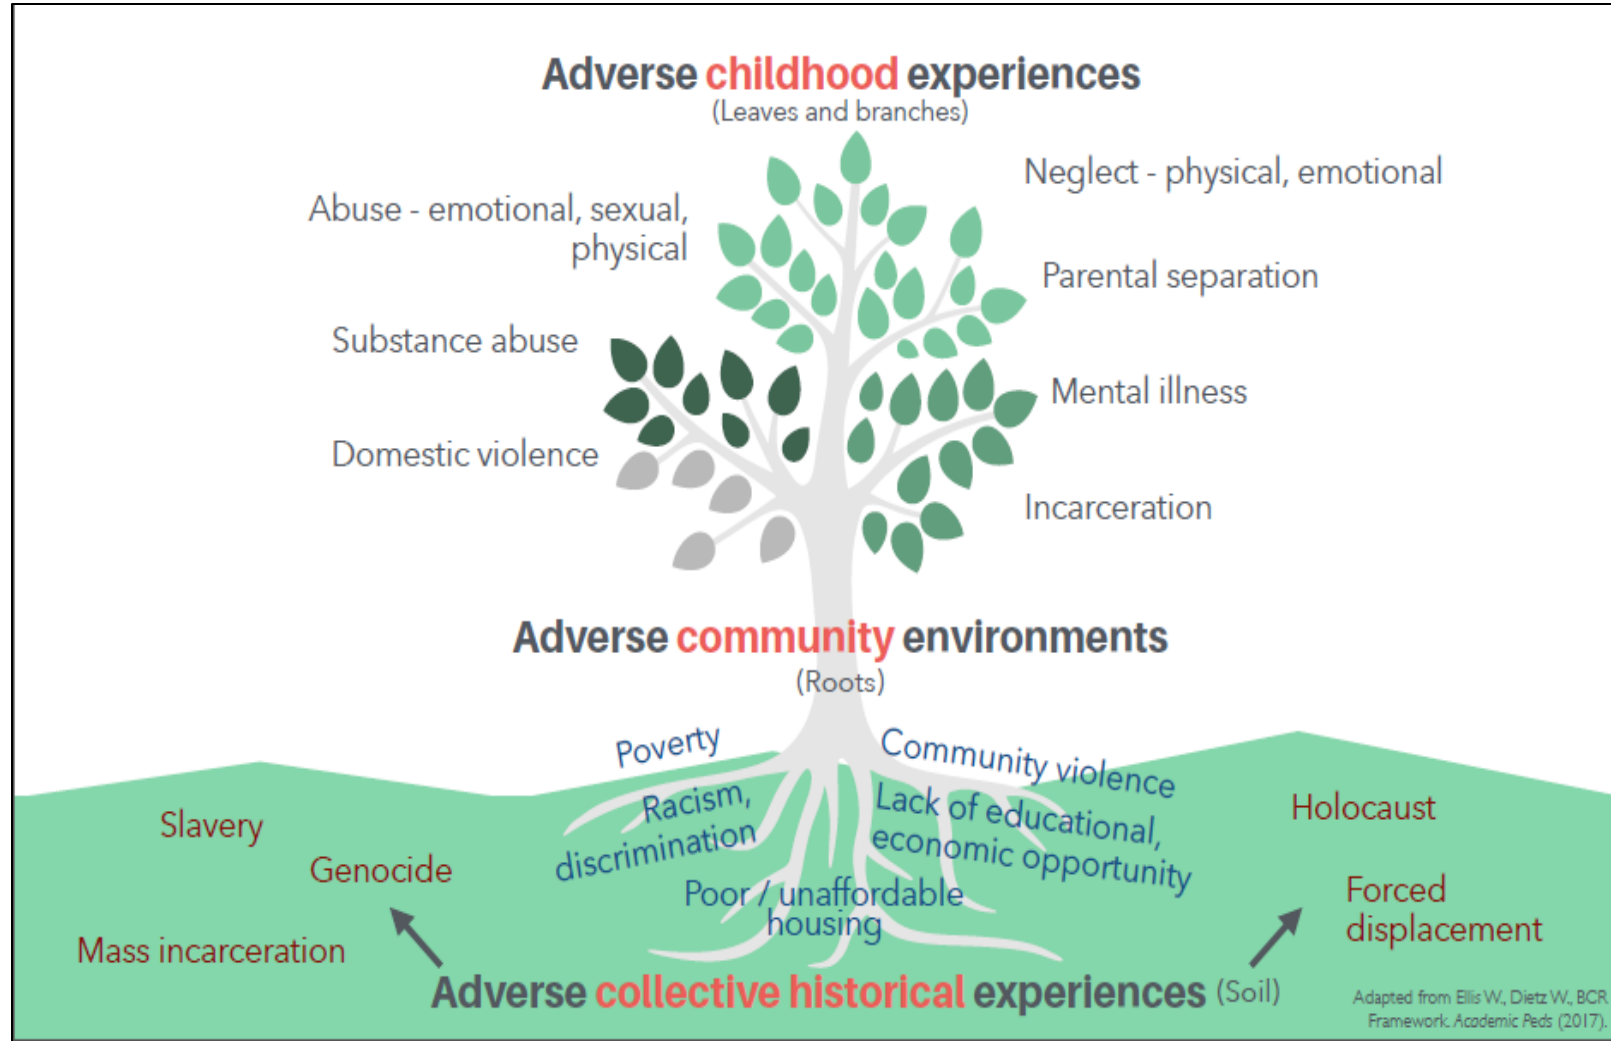 Adverse childhood experiences
(Leaves and branches)
Neglect - physical, emotional
Abuse - emotional, sexual,
physical
Parental separation
Substance abuse
Mental illness
Domestic violence
Incarceration
Adverse community environments
(Roots)
Poverty
Community violence
Racism,
discrimination
Lack of educational,
economic opportunity
Poor / unaffordable
housing
Slavery
Genocide
Mass incarceration
Holocaust
Forced
displacement
Adverse collective historical experiences (Soil)
Adapted from Ellis W., Dietz W., BCR
Framework. Academic Peds (2017).